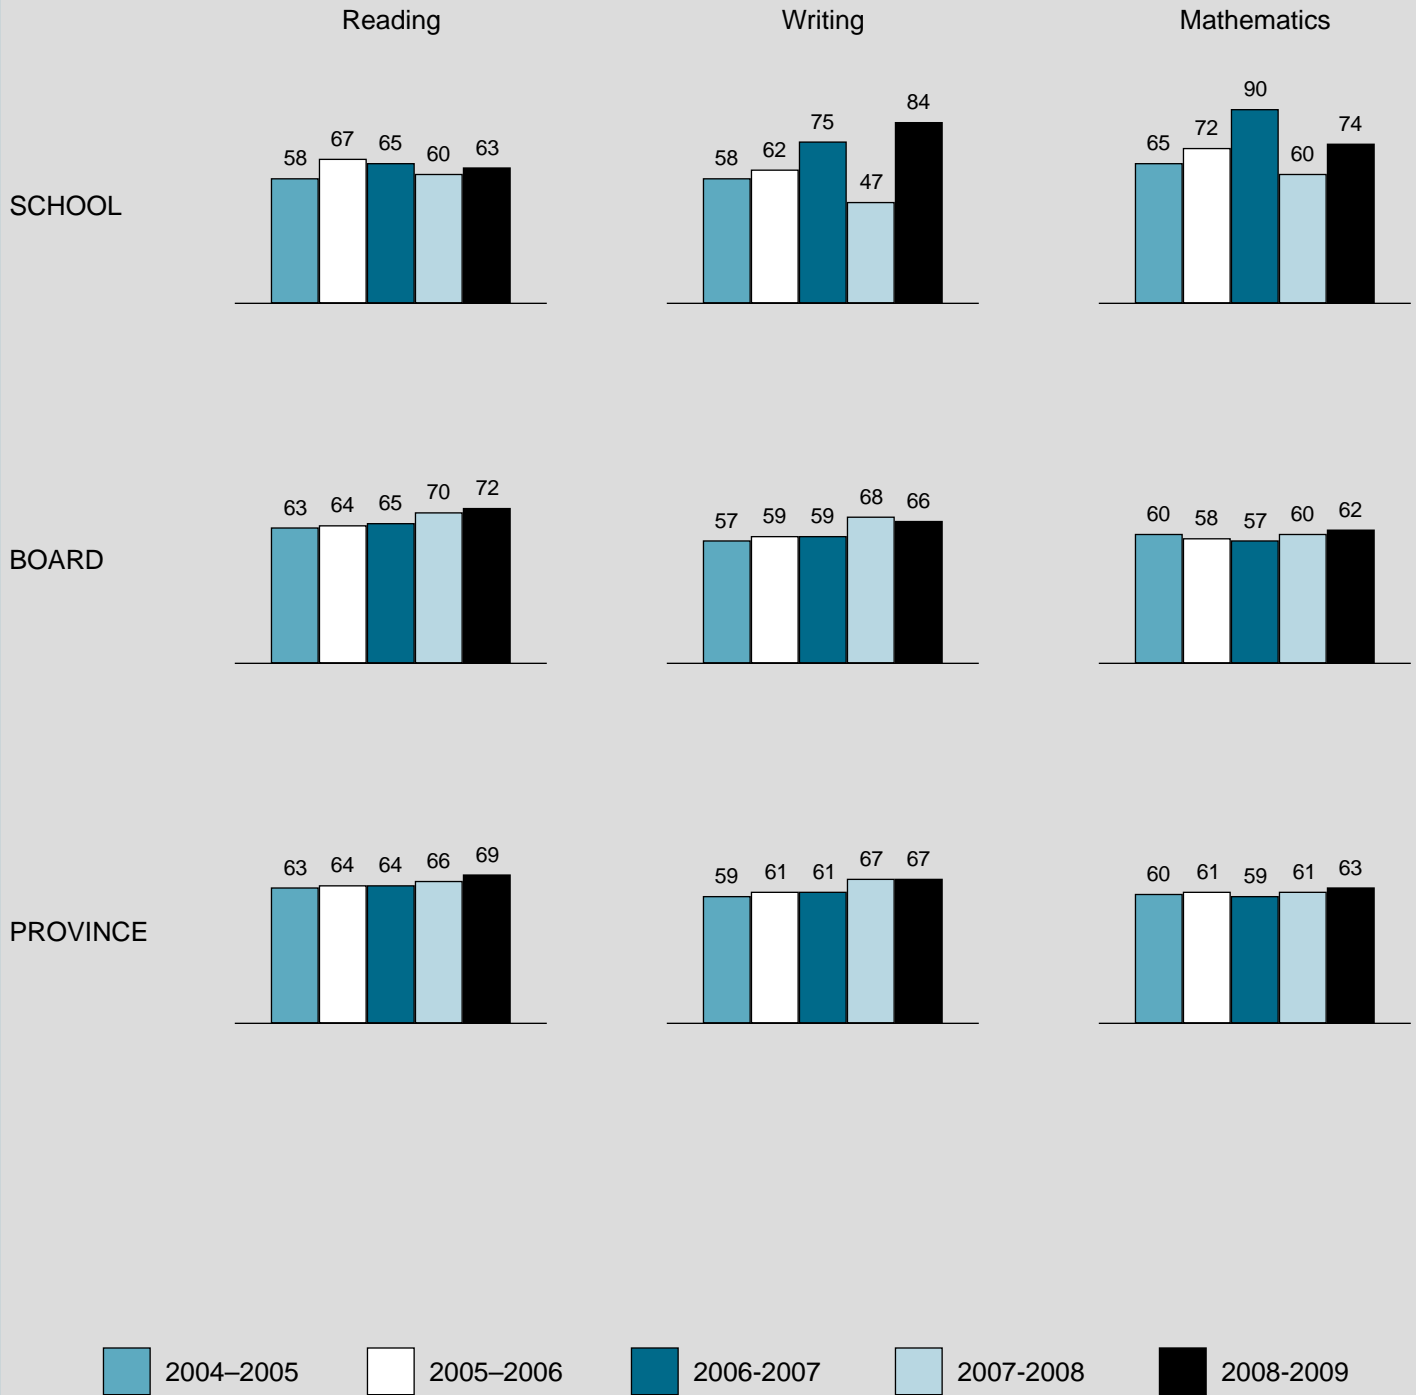 Reading Writing Mathematics
SCHOOL
58 67 65 60 63
58 62 75 47 84
65 72 90 60 74
BOARD
63 64 65 70 72
57 59 59 68 66
60 58 57 60 62
PROVINCE
63 64 64 66 69
59 61 61 67 67
60 61 59 61 63
2004–2005 2005–2006 2006-2007 2007-2008 2008-2009